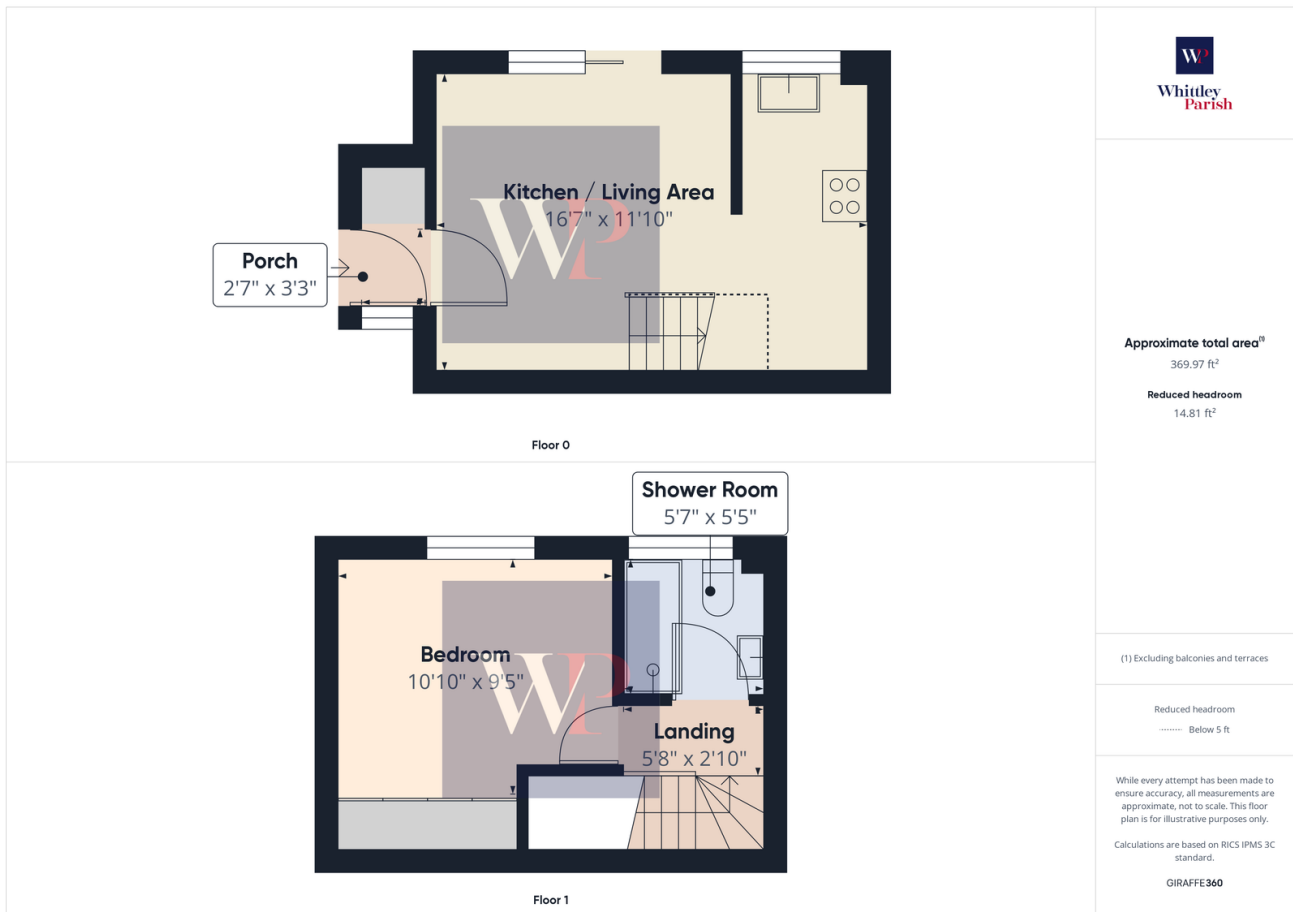 Kitchen / Living Area
16'7" x 11'10"
WP
Porch
2'7" x 3'3"
Floor 0
Shower Room
5'7" x 5'5"
Bedroom
10'10" x 9'5"
WP
Landing
5'8" x 2'10"
Floor 1
WP
Whittley
Parish
Approximate total area(1)
369.97 ft²
Reduced headroom
14.81 ft²
(1) Excluding balconies and terraces
Reduced headroom
Below 5 ft
While every attempt has been made to
ensure accuracy, all measurements are
approximate, not to scale. This floor
plan is for illustrative purposes only.
Calculations are based on RICS IPMS 3C
standard.
GIRAFFE360